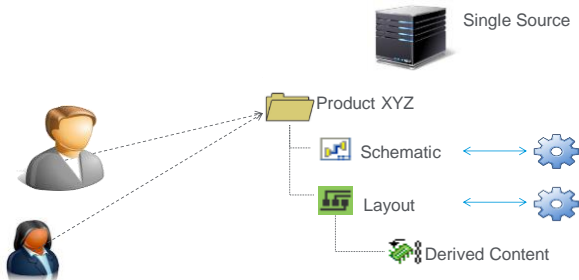 Single Source
Product XYZ
Schematic
Layout
Derived Content